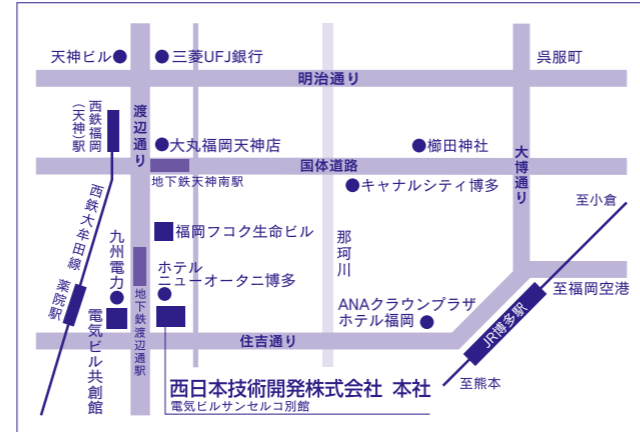 天神ビル
三菱UFJ銀行
呉服町
明治通り
西鉄福岡
(天神)駅
渡辺通り
大丸福岡天神店
櫛田神社
大博通り
国体道路
地下鉄天神南駅
キャナルシティ博多
至小倉
西鉄大牟田線
薬院駅
九州電力
福岡フコク生命ビル
那珂川
ホテル
ニューオータニ博多
地下鉄渡辺通駅
至福岡空港
ANAクラウンプラザ
ホテル福岡
JR博多駅
電気ビル共創館
住吉通り
至熊本
西日本技術開発株式会社 本社
電気ビルサンセルコ別館